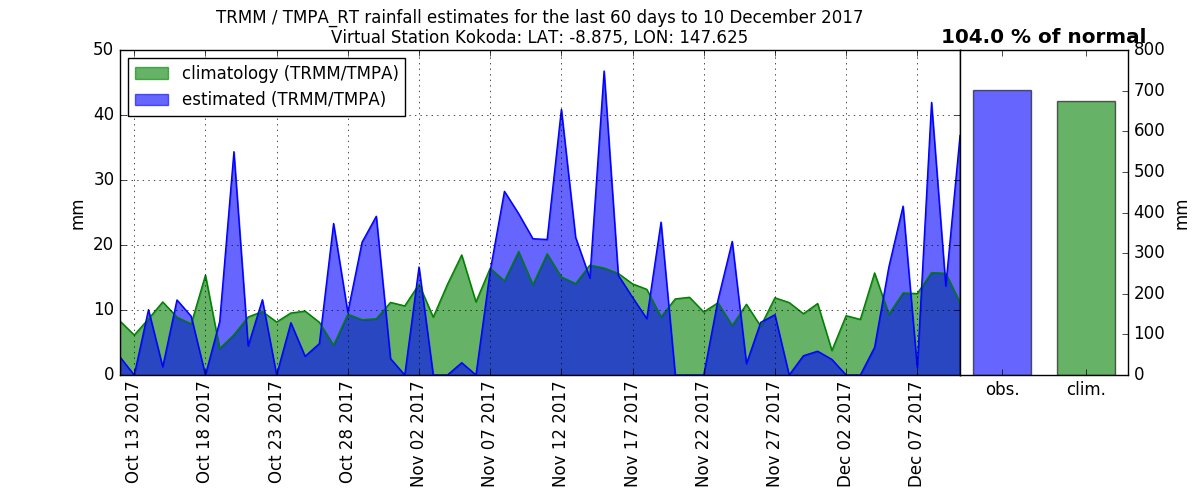 TRMM / TMPA_RT rainfall estimates for the last 60 days to 10 December 2017
Virtual Station Kokoda: LAT: -8.875, LON: 147.625
104.0 % of normal
climatology (TRMM/TMPA)
estimated (TRMM/TMPA)
50
40
30
20
10
0
mm
Oct 13 2017
Oct 18 2017
Oct 23 2017
Oct 28 2017
Nov 02 2017
Nov 07 2017
Nov 12 2017
Nov 17 2017
Nov 22 2017
Nov 27 2017
Dec 02 2017
Dec 07 2017
800
700
600
500
400
300
200
100
0
mm
obs.
clim.